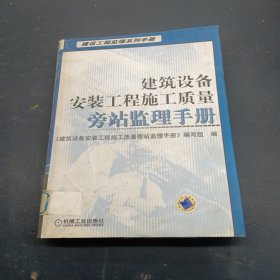 建设工程监理系列手册
建筑设备
安装工程施工质量
旁站监理手册
《建筑设备安装工程施工质量旁站监理手册》编写组 编
机械工业出版社